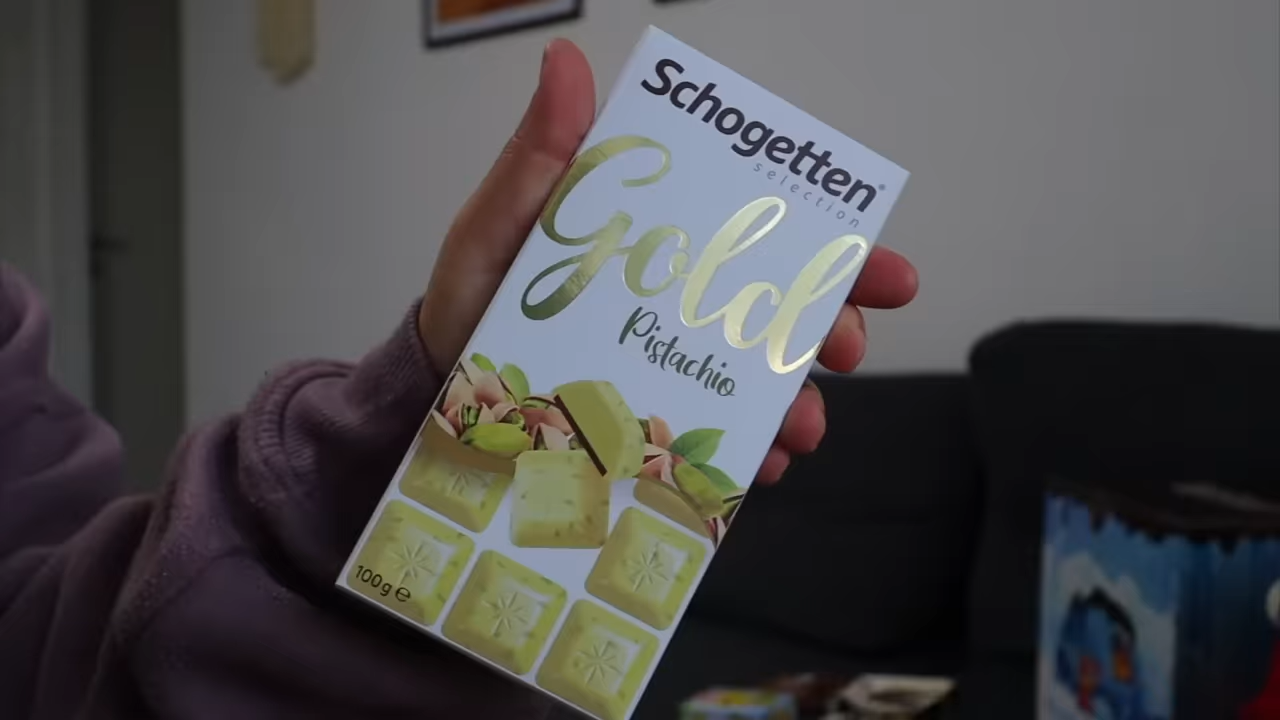 Schogetten®
selection
Gold
Pistachio
100g ℮